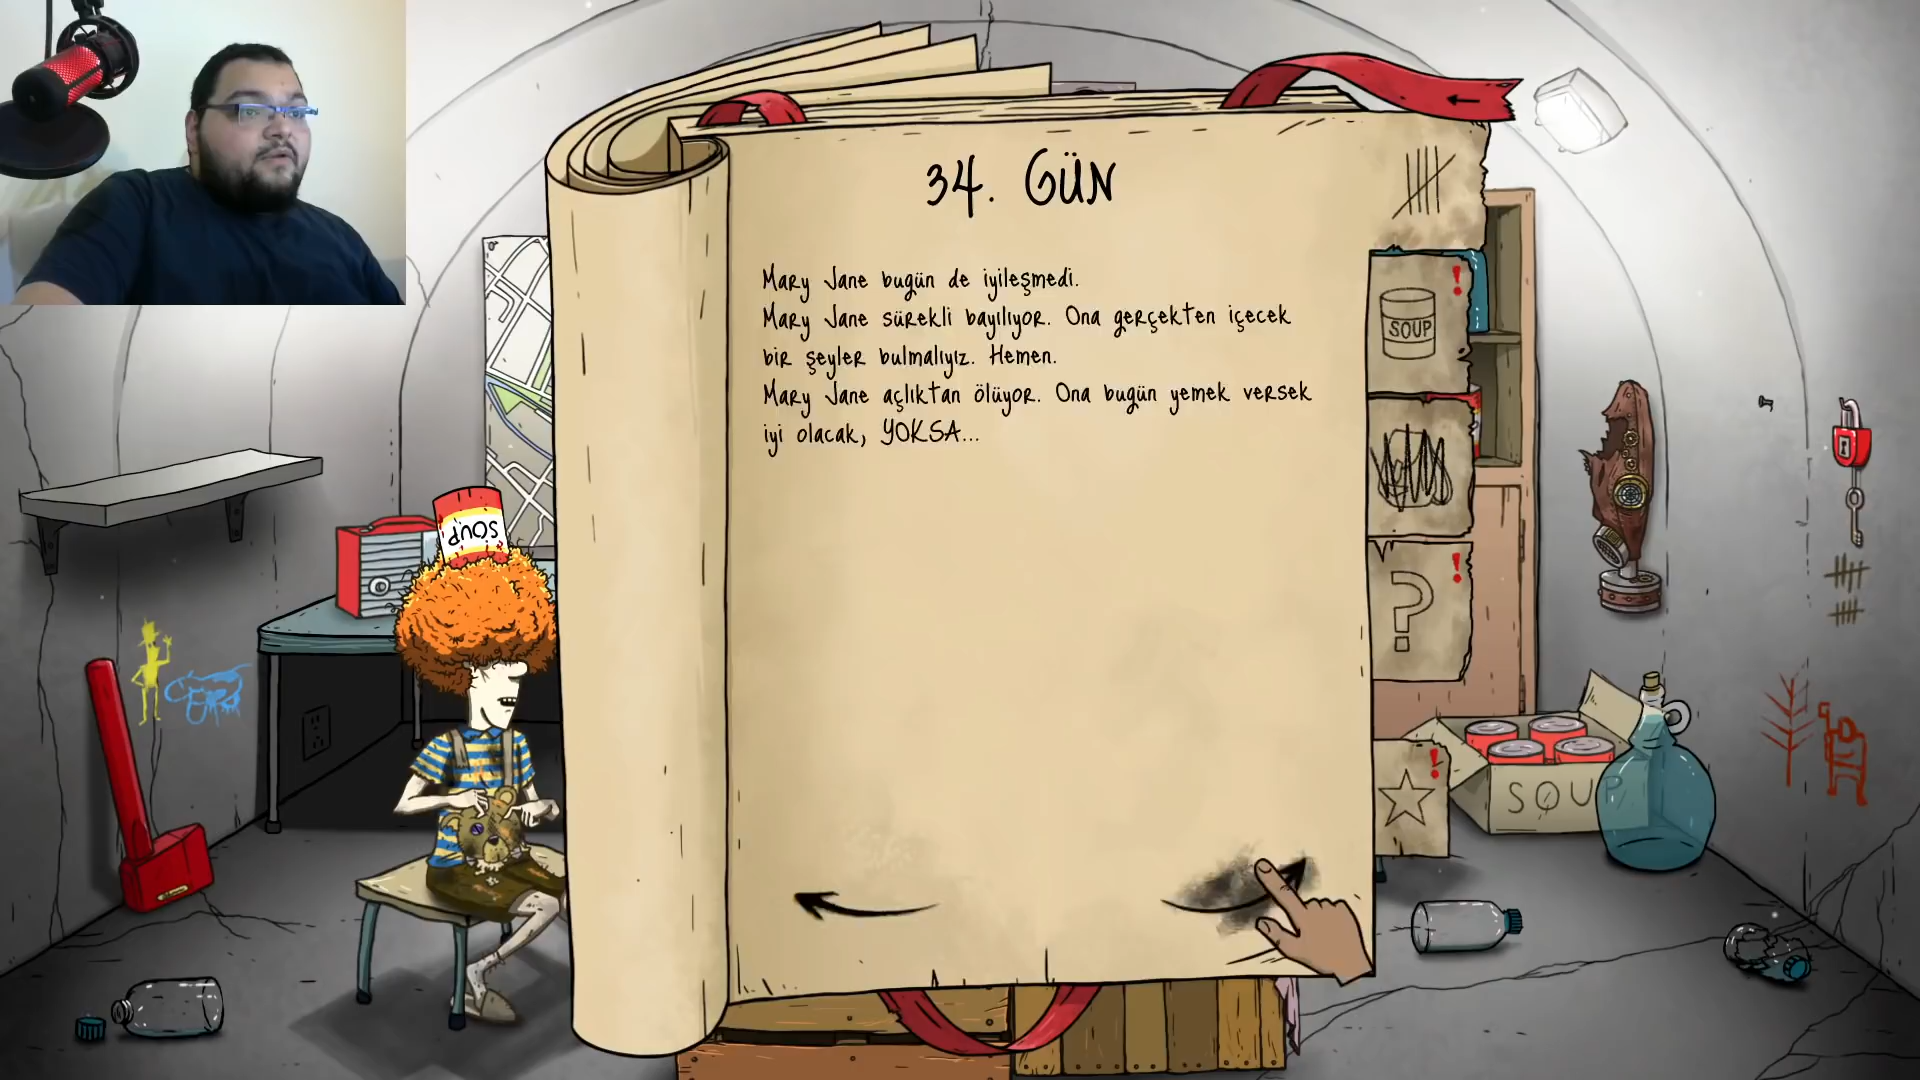 34. GÜN
Mary Jane bugün de iyileşmedi.
Mary Jane sürekli bayılıyor. Ona gerçekten içecek
bir şeyler bulmalıyız. Hemen.
Mary Jane açlıktan ölüyor. Ona bugün yemek versek
iyi olacak, YOKSA...
!
SOUP
!
?
!
SOUP
SOUP